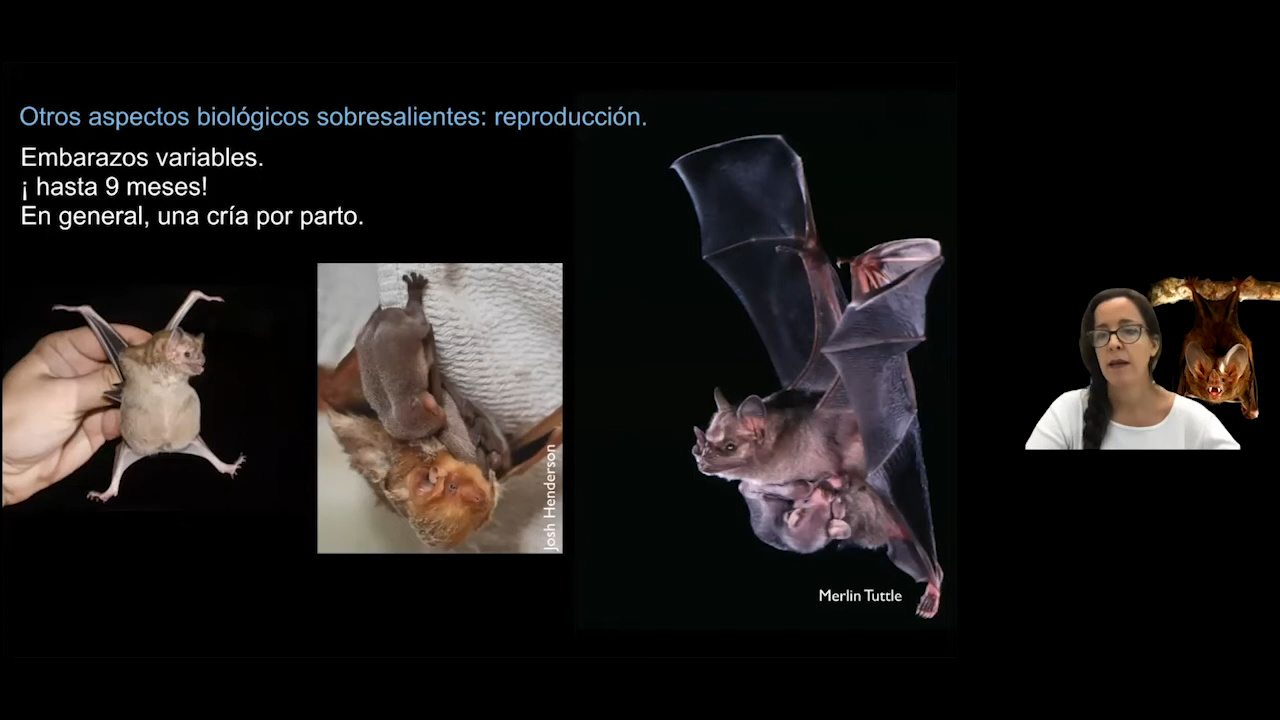 Otros aspectos biológicos sobresalientes: reproducción.
Embarazos variables.
¡ hasta 9 meses!
En general, una cría por parto.
Josh Henderson
Merlin Tuttle